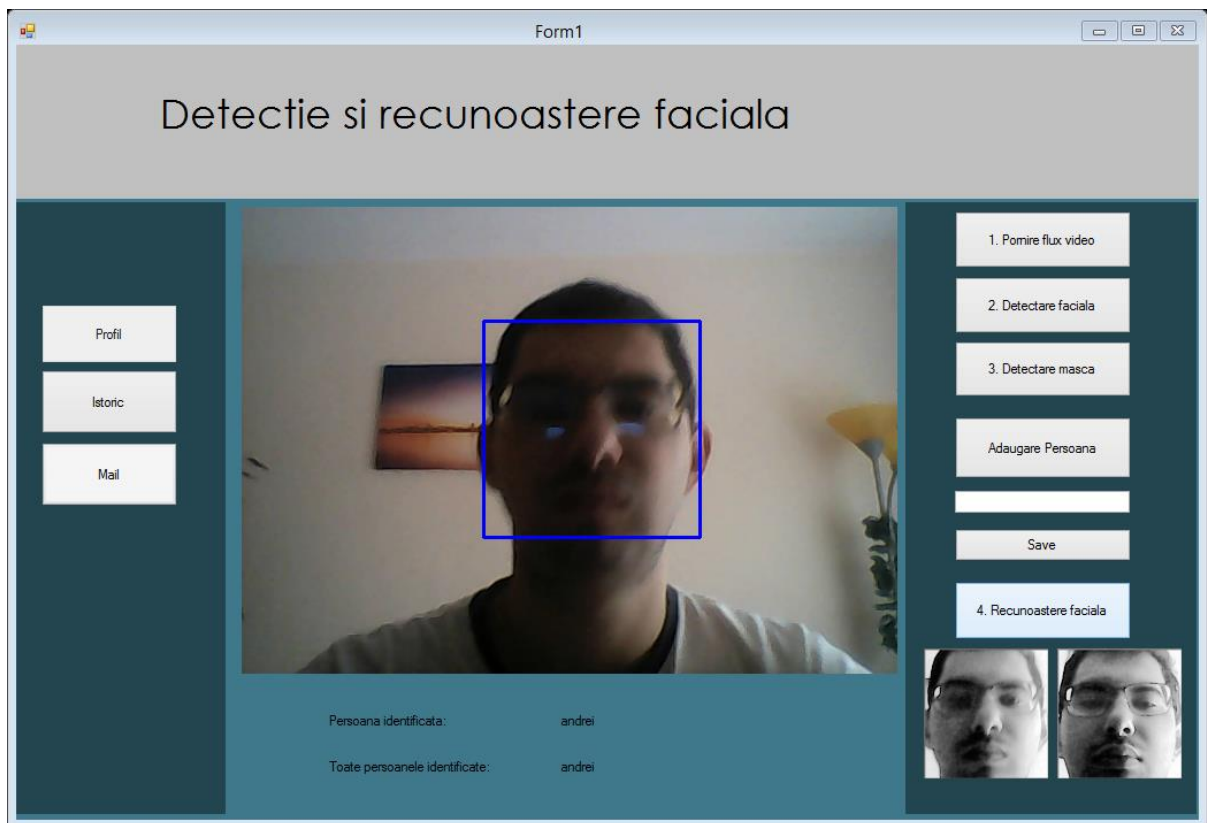 Form1
Detectie si recunoastere faciala
Profil
Istoric
Mail
1. Pornire flux video
2. Detectare faciala
3. Detectare masca
Adaugare Persoana
Save
4. Recunoastere faciala
Persoana identificata: andrei
Toate persoanele identificate: andrei